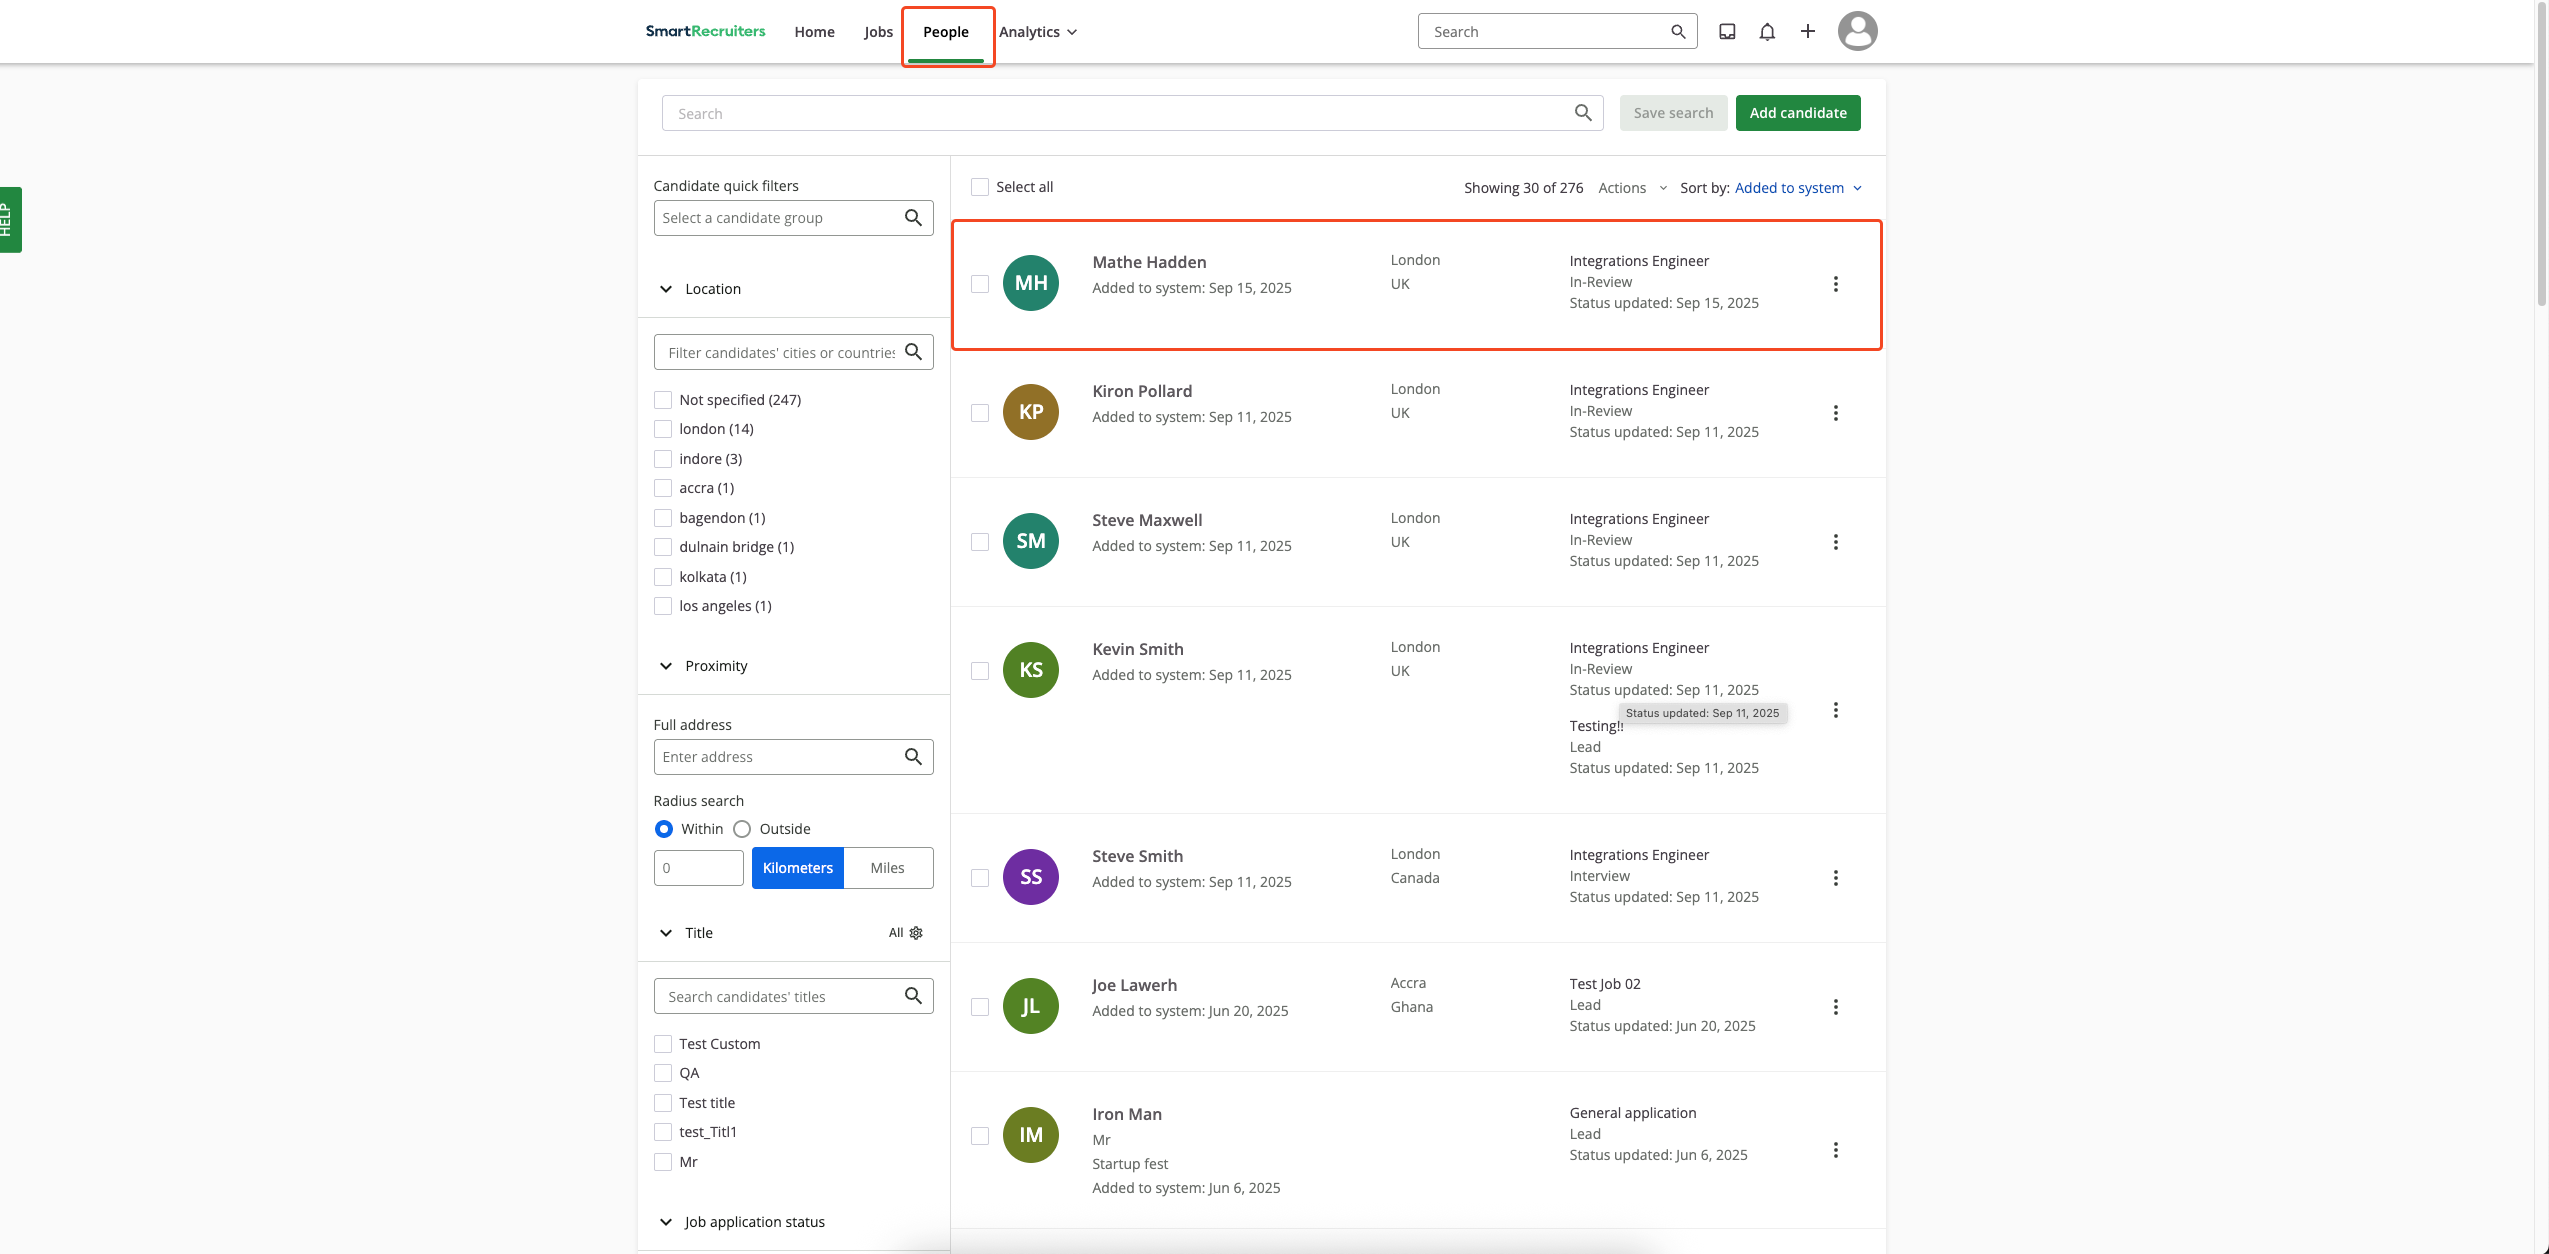 SmartRecruiters Home Jobs People Analytics Search
Search Save search Add candidate
HELP
Candidate quick filters
Select a candidate group
Location
Filter candidates' cities or countries
Not specified (247)
london (14)
indore (3)
accra (1)
bagendon (1)
dulnain bridge (1)
kolkata (1)
los angeles (1)
Proximity
Full address
Enter address
Radius search
Within Outside
0 Kilometers Miles
Title All
Search candidates' titles
Test Custom
QA
Test title
test_Titl1
Mr
Job application status
Select all Showing 30 of 276 Actions Sort by: Added to system
MH
Mathe Hadden
Added to system: Sep 15, 2025
London
UK
Integrations Engineer
In-Review
Status updated: Sep 15, 2025
KP
Kiron Pollard
Added to system: Sep 11, 2025
London
UK
Integrations Engineer
In-Review
Status updated: Sep 11, 2025
SM
Steve Maxwell
Added to system: Sep 11, 2025
London
UK
Integrations Engineer
In-Review
Status updated: Sep 11, 2025
KS
Kevin Smith
Added to system: Sep 11, 2025
London
UK
Integrations Engineer
In-Review
Status updated: Sep 11, 2025
Status updated: Sep 11, 2025
Testing!!
Lead
Status updated: Sep 11, 2025
SS
Steve Smith
Added to system: Sep 11, 2025
London
Canada
Integrations Engineer
Interview
Status updated: Sep 11, 2025
JL
Joe Lawerh
Added to system: Jun 20, 2025
Accra
Ghana
Test Job 02
Lead
Status updated: Jun 20, 2025
IM
Iron Man
Mr
Startup fest
Added to system: Jun 6, 2025
General application
Lead
Status updated: Jun 6, 2025